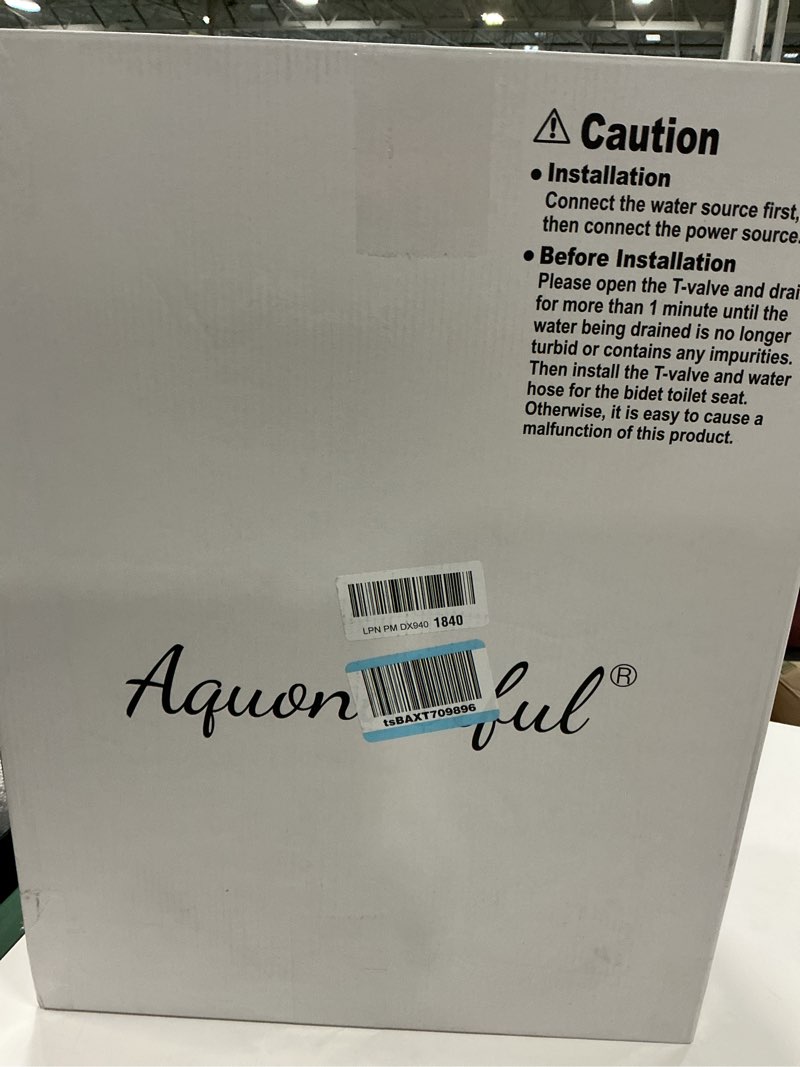 Caution
• Installation
Connect the water source first,
then connect the power source.
• Before Installation
Please open the T-valve and drai
for more than 1 minute until the
water being drained is no longer
turbid or contains any impurities.
Then install the T-valve and water
hose for the bidet toilet seat.
Otherwise, it is easy to cause a
malfunction of this product.
LPN PM DX940 1840
Aquon ful®
tsBAXT709896